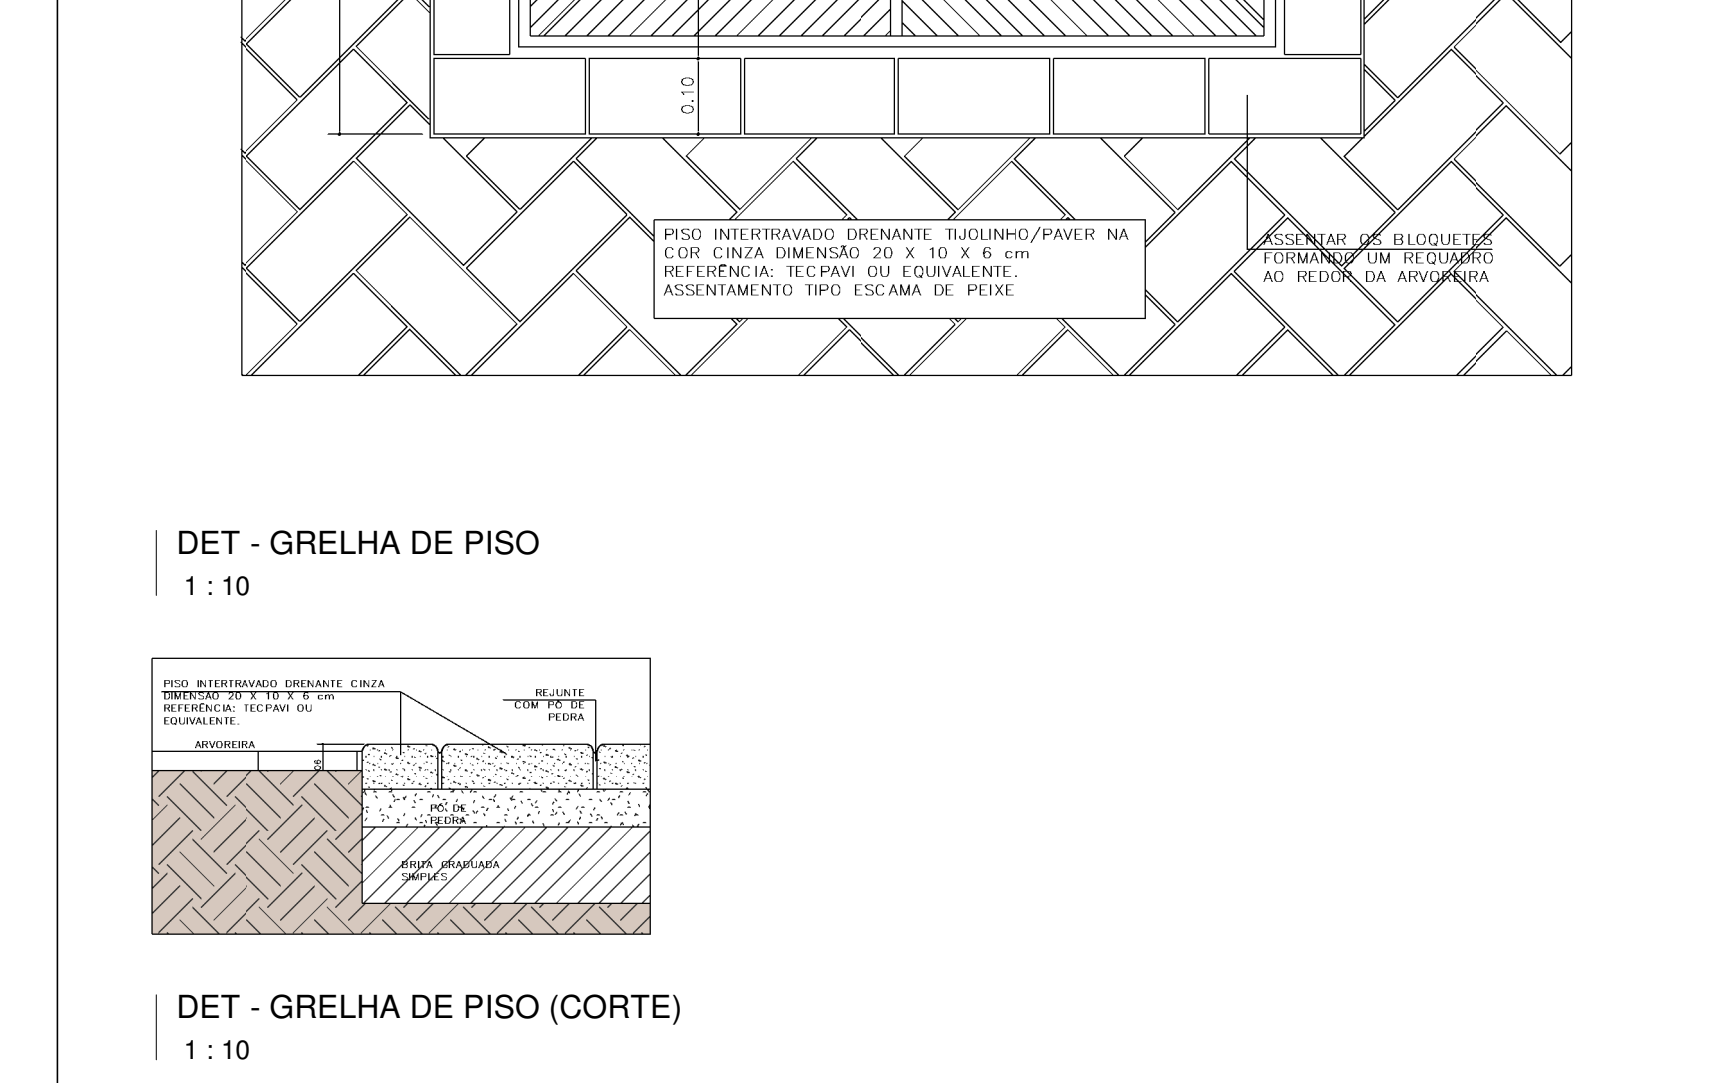 0.10
PISO INTERTRAVADO DRENANTE TIJOLINHO/PAVER NA
COR CINZA DIMENSÃO 20 X 10 X 6 cm
REFERÊNCIA: TECPAVI OU EQUIVALENTE.
ASSENTAMENTO TIPO ESCAMA DE PEIXE
ASSENTAR OS BLOQUETES
FORMANDO UM REQUADRO
AO REDOR DA ARVOREIRA
DET - GRELHA DE PISO
1 : 10
PISO INTERTRAVADO DRENANTE CINZA
DIMENSÃO 20 X 10 X 6 cm
REFERÊNCIA: TECPAVI OU
EQUIVALENTE.
REJUNTE
COM PÓ DE
PEDRA
ARVOREIRA
06
PÓ DE
PEDRA
BRITA GRADUADA
SIMPLES
DET - GRELHA DE PISO (CORTE)
1 : 10